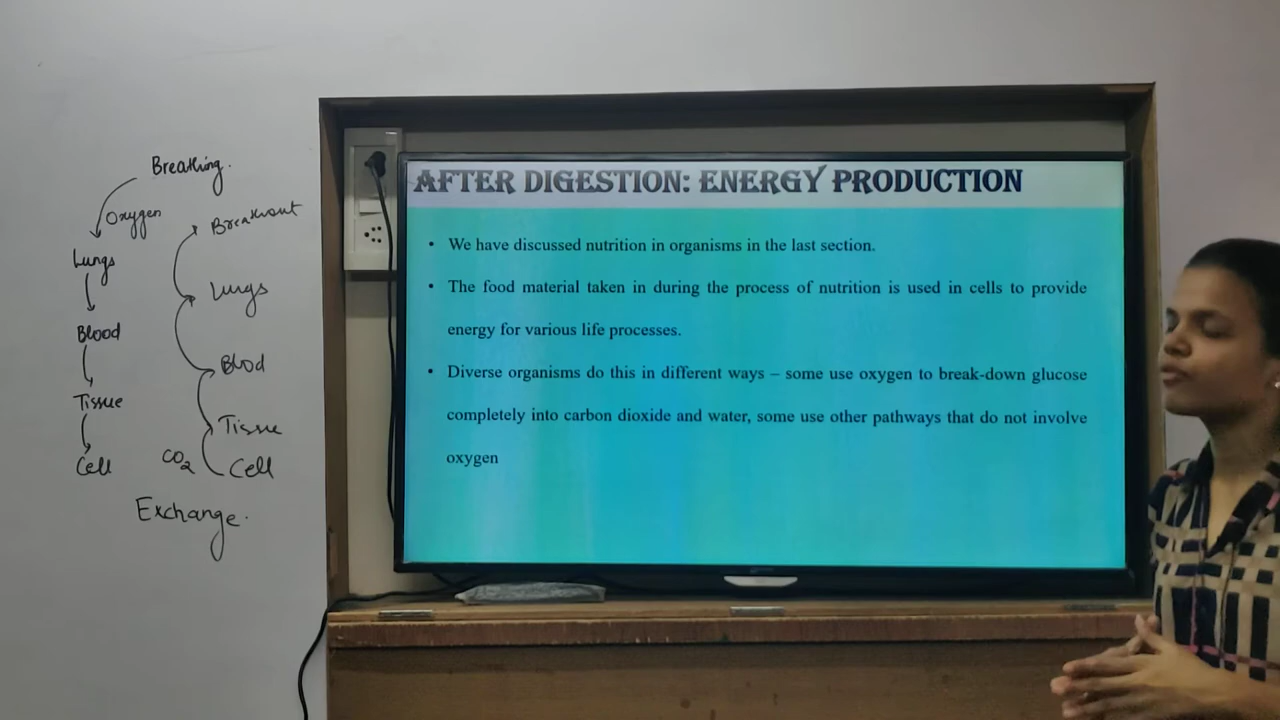 Breathing.
Oxygen
Lungs
Blood
Tissue
Cell
Breathout
Lungs
Blood
Tissue
CO2 Cell
Exchange.
AFTER DIGESTION: ENERGY PRODUCTION
• We have discussed nutrition in organisms in the last section.
• The food material taken in during the process of nutrition is used in cells to provide
energy for various life processes.
• Diverse organisms do this in different ways – some use oxygen to break-down glucose
completely into carbon dioxide and water, some use other pathways that do not involve
oxygen